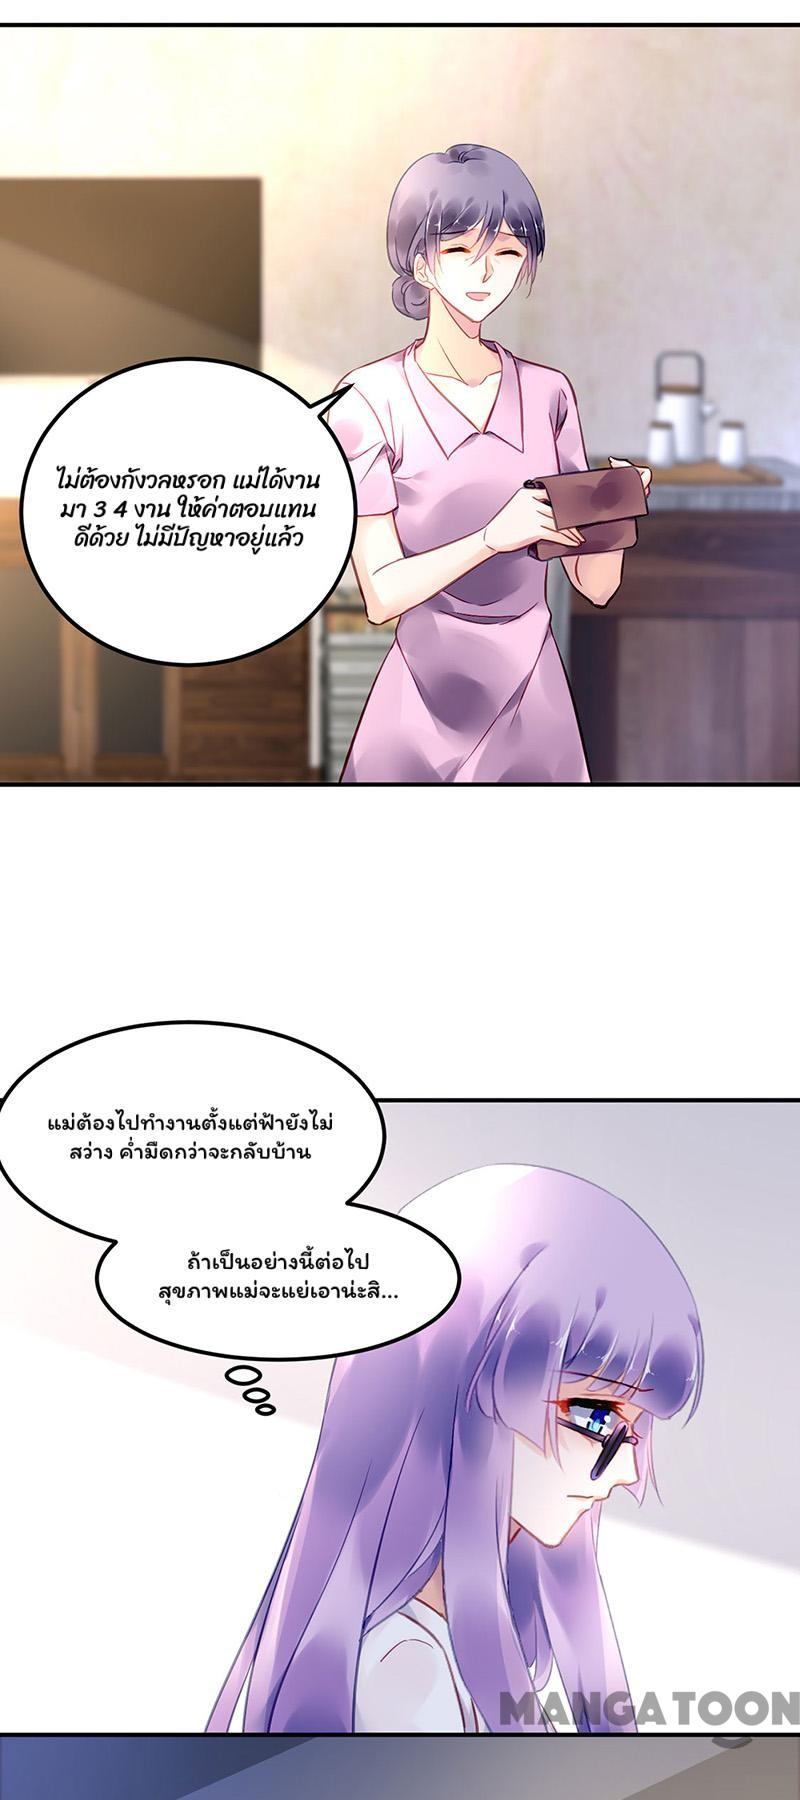 ไม่ต้องกังวลหรอก แม่ได้งาน
มา 3 4 งาน ให้ค่าตอบแทน
ดีด้วย ไม่มีปัญหาอยู่แล้ว
แม่ต้องไปทำงานตั้งแต่ฟ้ายังไม่
สว่าง ค่ำมืดกว่าจะกลับบ้าน
ถ้าเป็นอย่างนี้ต่อไป
สุขภาพแม่จะแย่เอาน่ะสิ...
MANGATOON